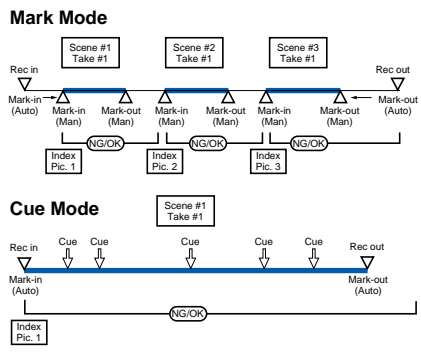 Mark Mode
Scene #1
Take #1
Scene #2
Take #1
Scene #3
Take #1
Rec in
Rec out
Mark-in
(Auto)
Mark-in
(Man)
Mark-out
(Man)
Mark-in
(Man)
Mark-out
(Man)
Mark-in
(Man)
Mark-out
(Man)
Mark-out
(Auto)
NG/OK
NG/OK
NG/OK
Index
Pic. 1
Index
Pic. 2
Index
Pic. 3
Cue Mode
Scene #1
Take #1
Rec in
Cue
Cue
Cue
Cue
Cue
Rec out
Mark-in
(Auto)
Mark-out
(Auto)
NG/OK
Index
Pic. 1